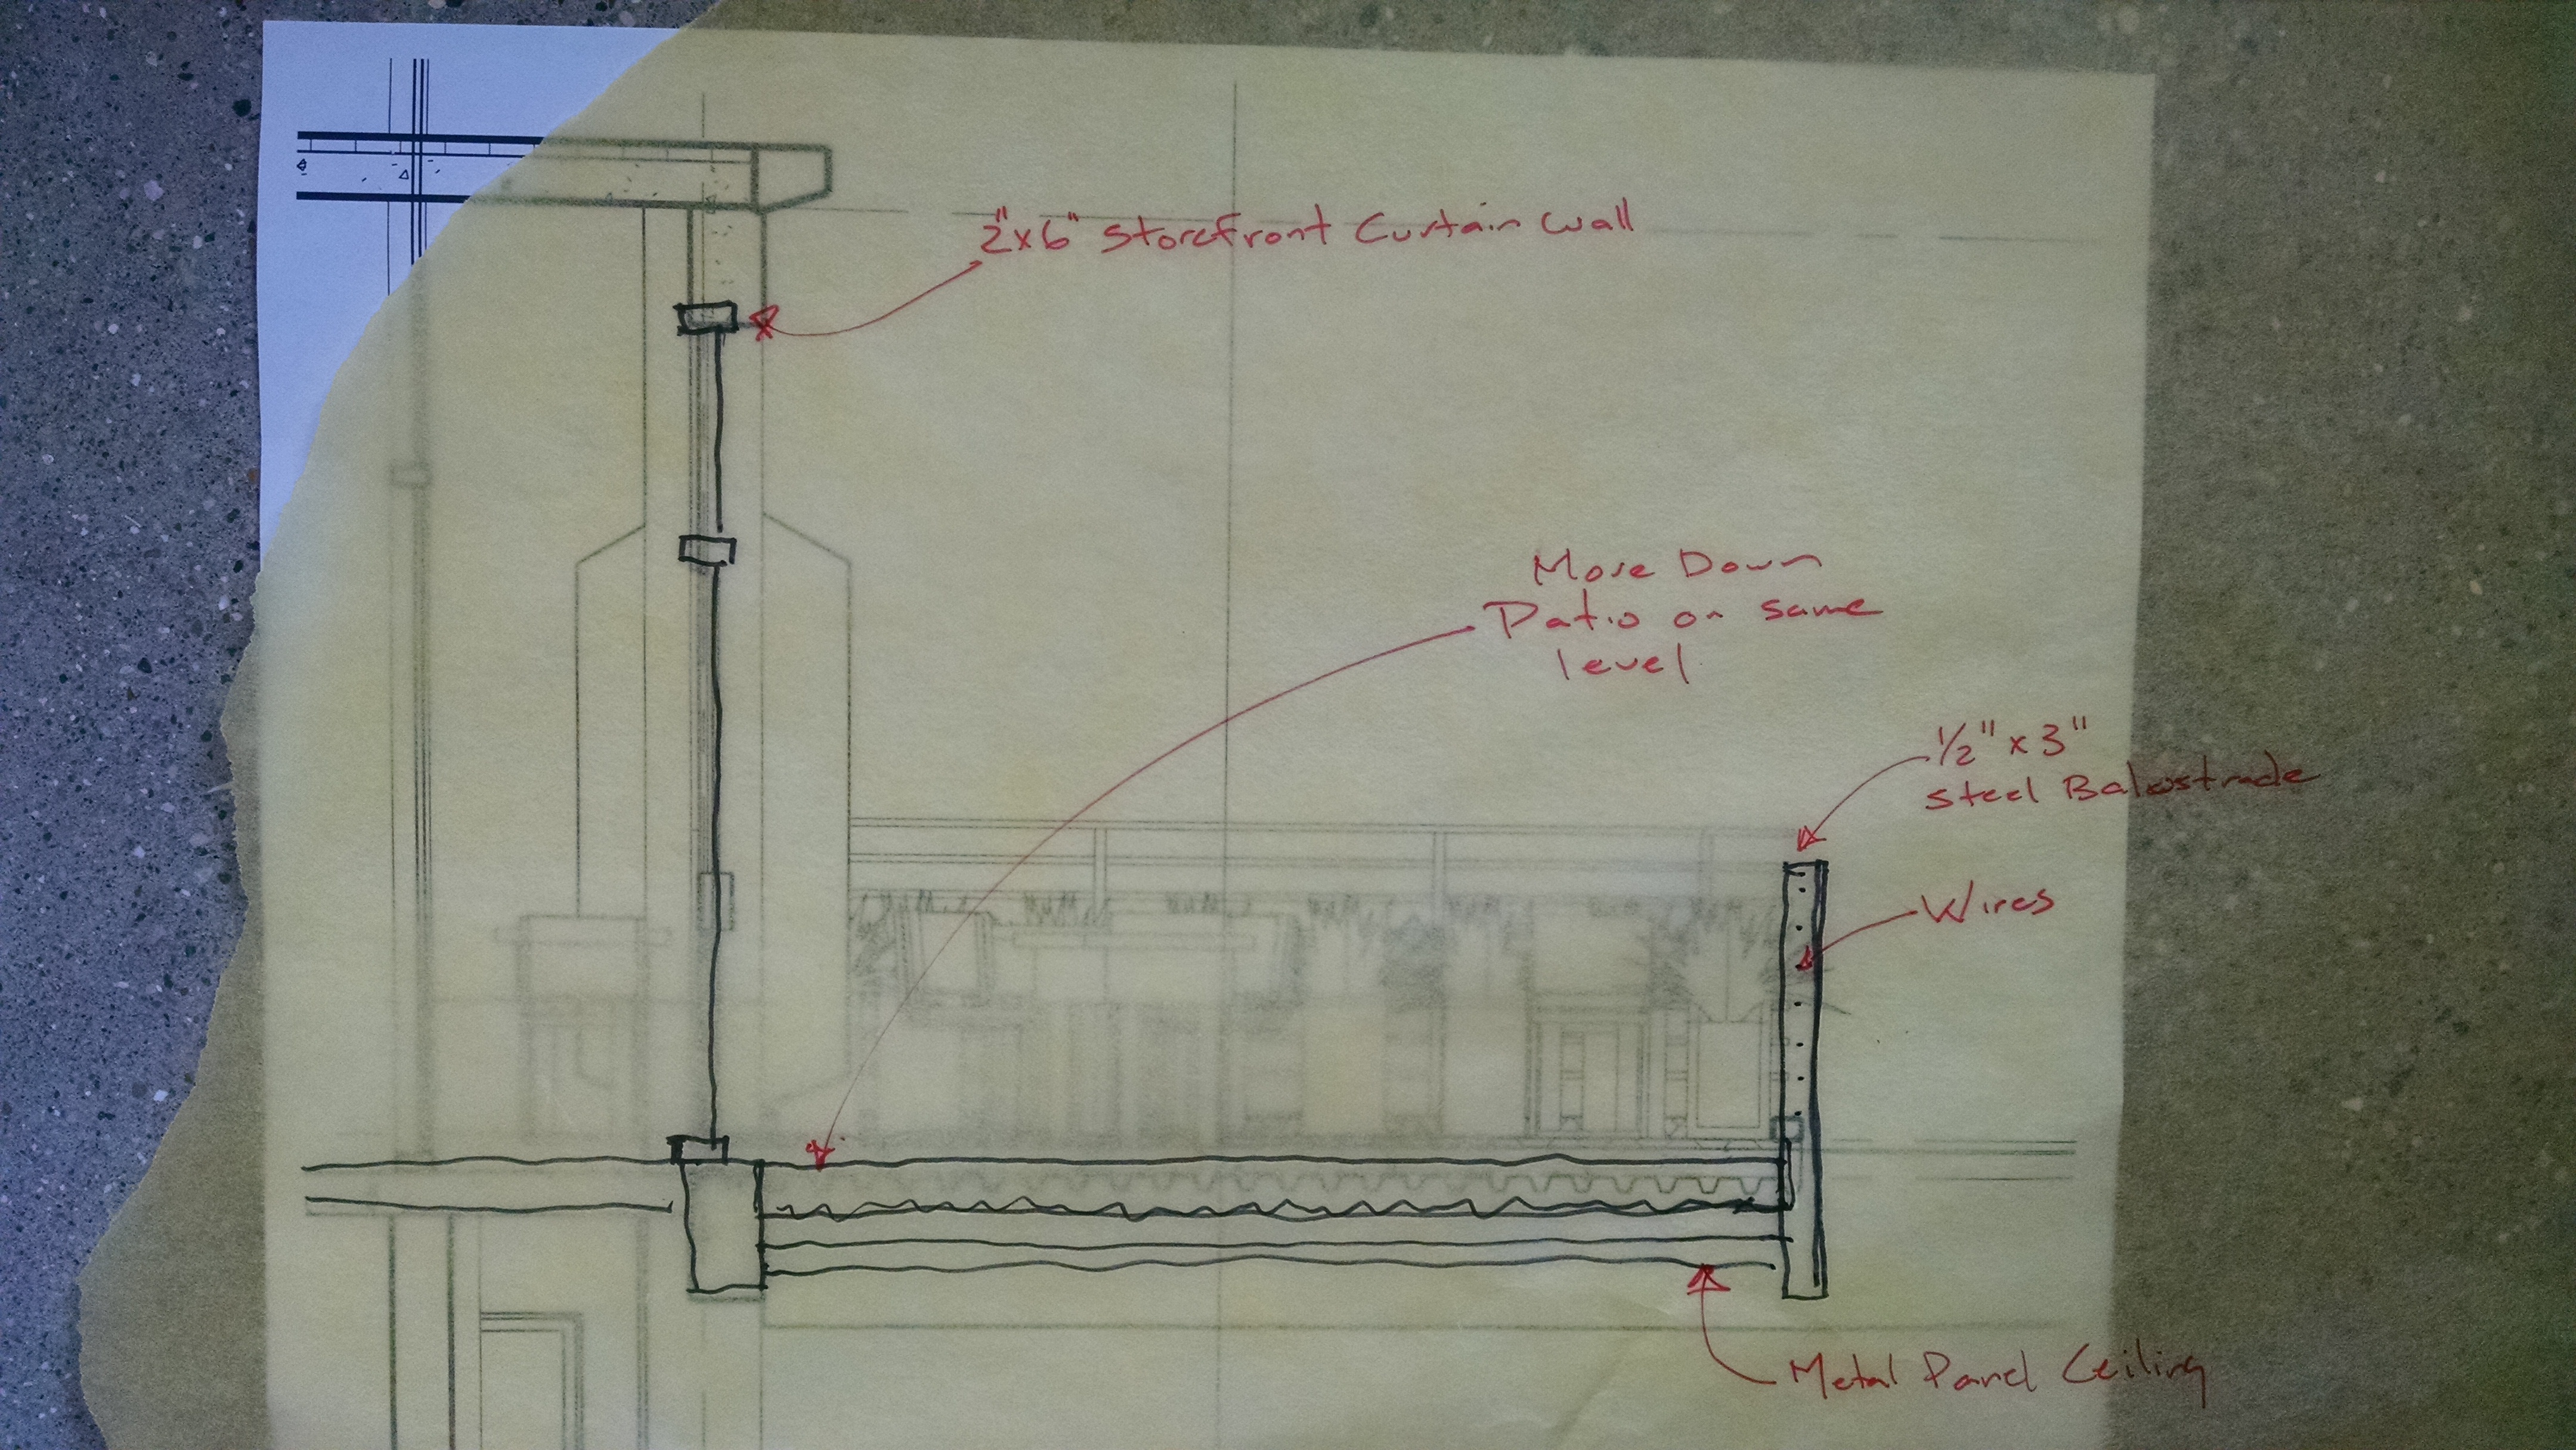 2"x6" Storefront Curtain Wall
Move Down
Patio on same
level
1/2" x 3"
Steel Balustrade
Wires
Metal Panel Ceiling